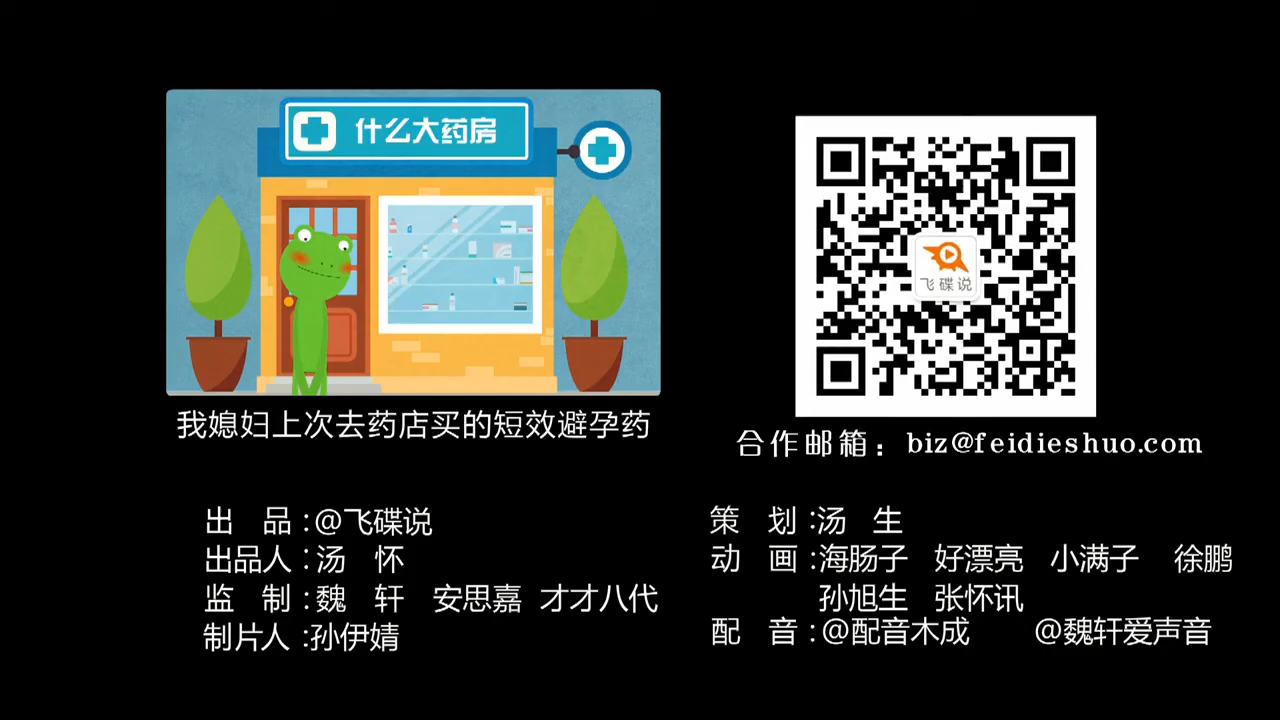 什么大药房
我媳妇上次去药店买的短效避孕药
飞碟说
合作邮箱：biz@feidieshuo.com
出 品：@飞碟说
出品人：汤 怀
监 制：魏 轩 安思嘉 才才八代
制片人：孙伊婧
策 划：汤 生
动 画：海肠子 好漂亮 小满子 徐鹏
孙旭生 张怀讯
配 音：@配音木成 @魏轩爱声音